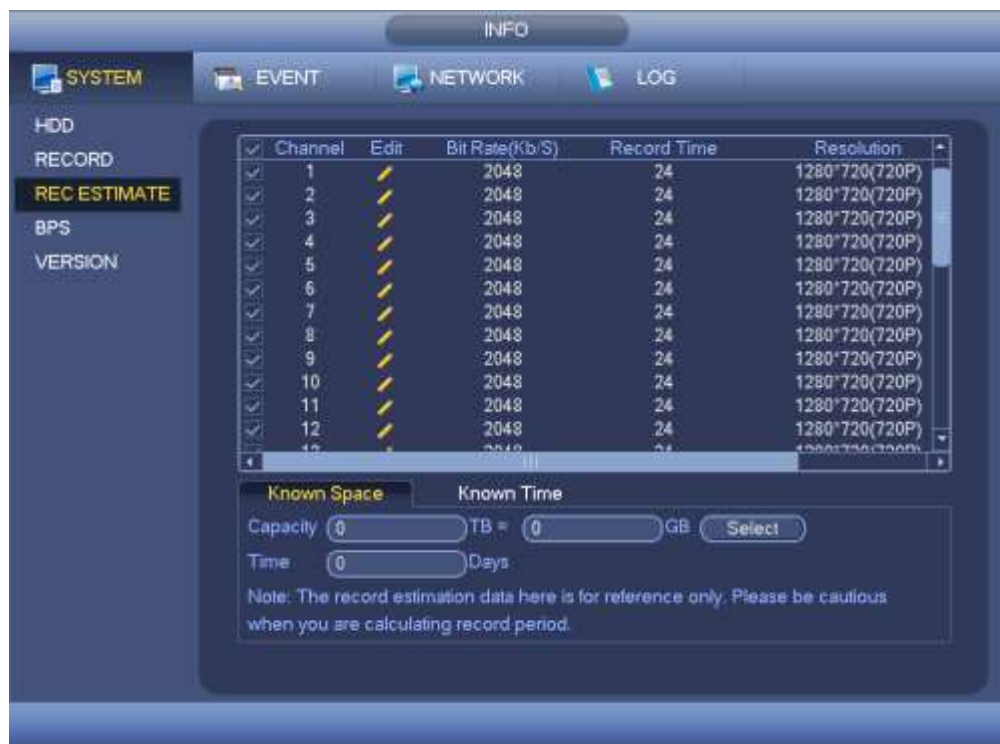 INFO
SYSTEM EVENT NETWORK LOG
HDD
RECORD
REC ESTIMATE
BPS
VERSION
Channel Edit Bit Rate(Kb/S) Record Time Resolution
1 2048 24 1280*720(720P)
2 2048 24 1280*720(720P)
3 2048 24 1280*720(720P)
4 2048 24 1280*720(720P)
5 2048 24 1280*720(720P)
6 2048 24 1280*720(720P)
7 2048 24 1280*720(720P)
8 2048 24 1280*720(720P)
9 2048 24 1280*720(720P)
10 2048 24 1280*720(720P)
11 2048 24 1280*720(720P)
12 2048 24 1280*720(720P)
Known Space Known Time
Capacity 0 TB = 0 GB Select
Time 0 Days
Note: The record estimation data here is for reference only. Please be cautious
when you are calculating record period.